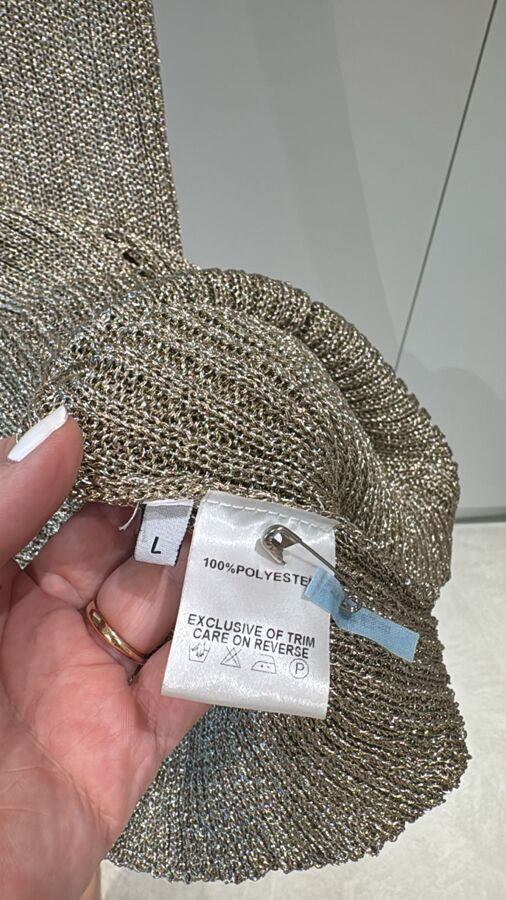 L
100%POLYESTE
EXCLUSIVE OF TRIM
CARE ON REVERSE
P